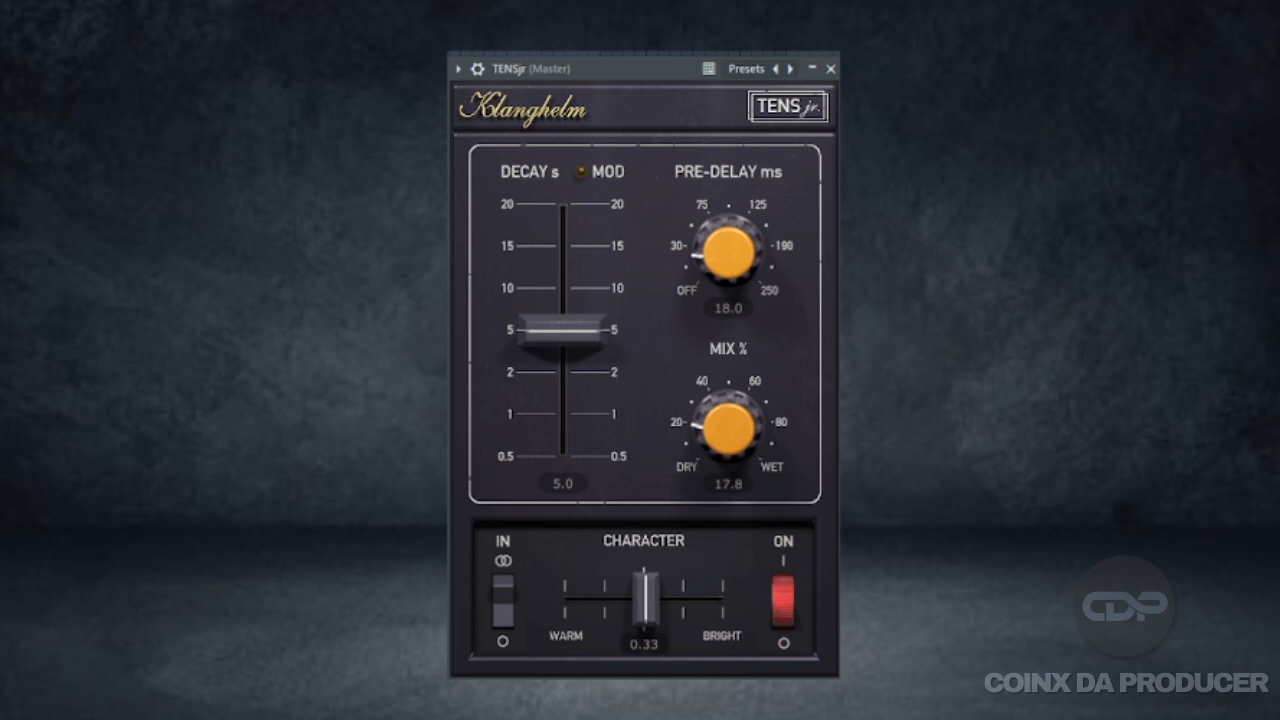 TENSjr (Master) Presets
Klanghelm TENS jr.
DECAY s MOD PRE-DELAY ms
20 20 75 125
15 15 30 190
10 10 OFF 250
18.0
5 5
MIX %
2 2 40 60
1 1 20 80
0.5 0.5 DRY WET
5.0 17.8
IN CHARACTER ON
I
WARM BRIGHT
0.33
CDP
COINX DA PRODUCER